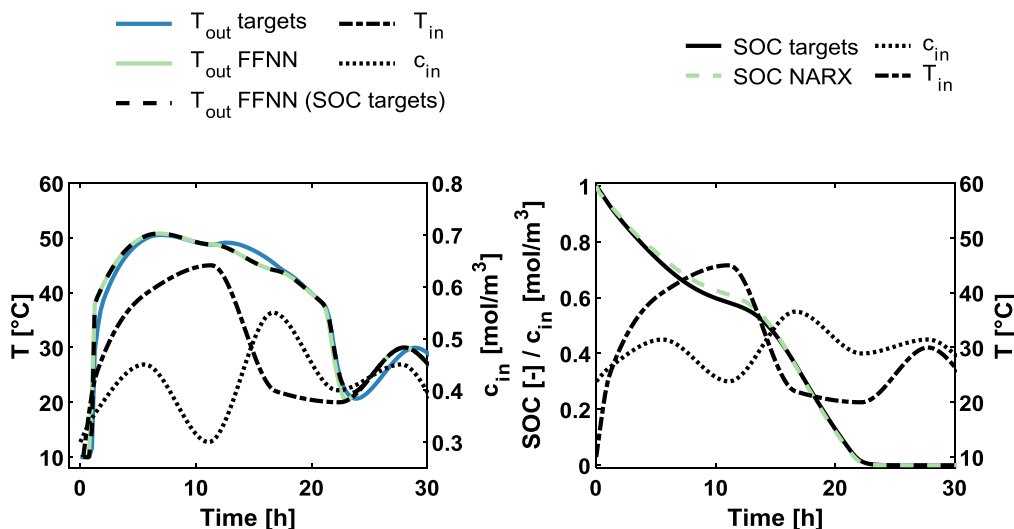 T_out targets
T_in
T_out FFNN
c_in
T_out FFNN (SOC targets)
SOC targets
c_in
SOC NARX
T_in
60
50
40
30
20
10
T [°C]
0.8
0.7
0.6
0.5
0.4
0.3
c_in [mol/m³]
0
10
20
30
Time [h]
1
0.8
0.6
0.4
0.2
0
SOC [-] / c_in [mol/m³]
60
50
40
30
20
10
T [°C]
0
10
20
30
Time [h]